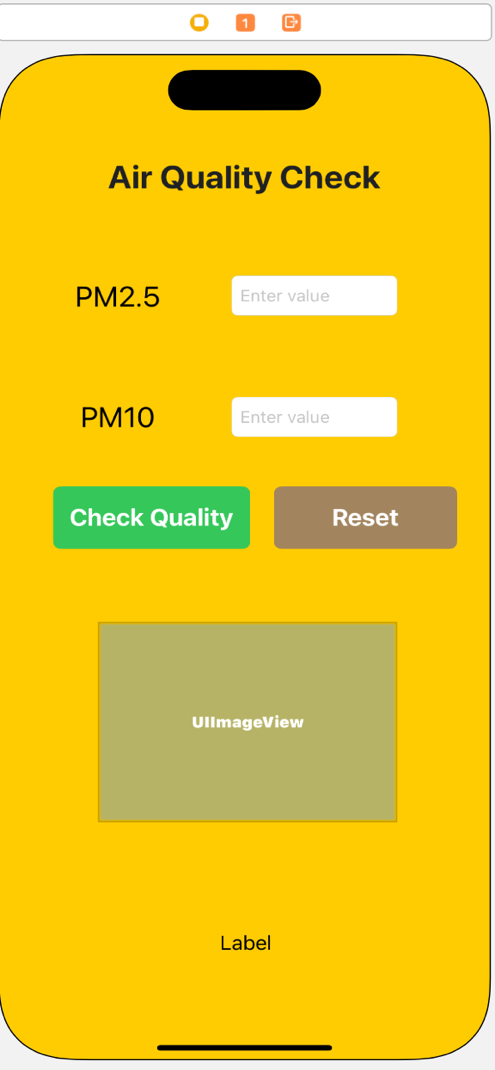 1
Air Quality Check
PM2.5
Enter value
PM10
Enter value
Check Quality
Reset
UIImageView
Label